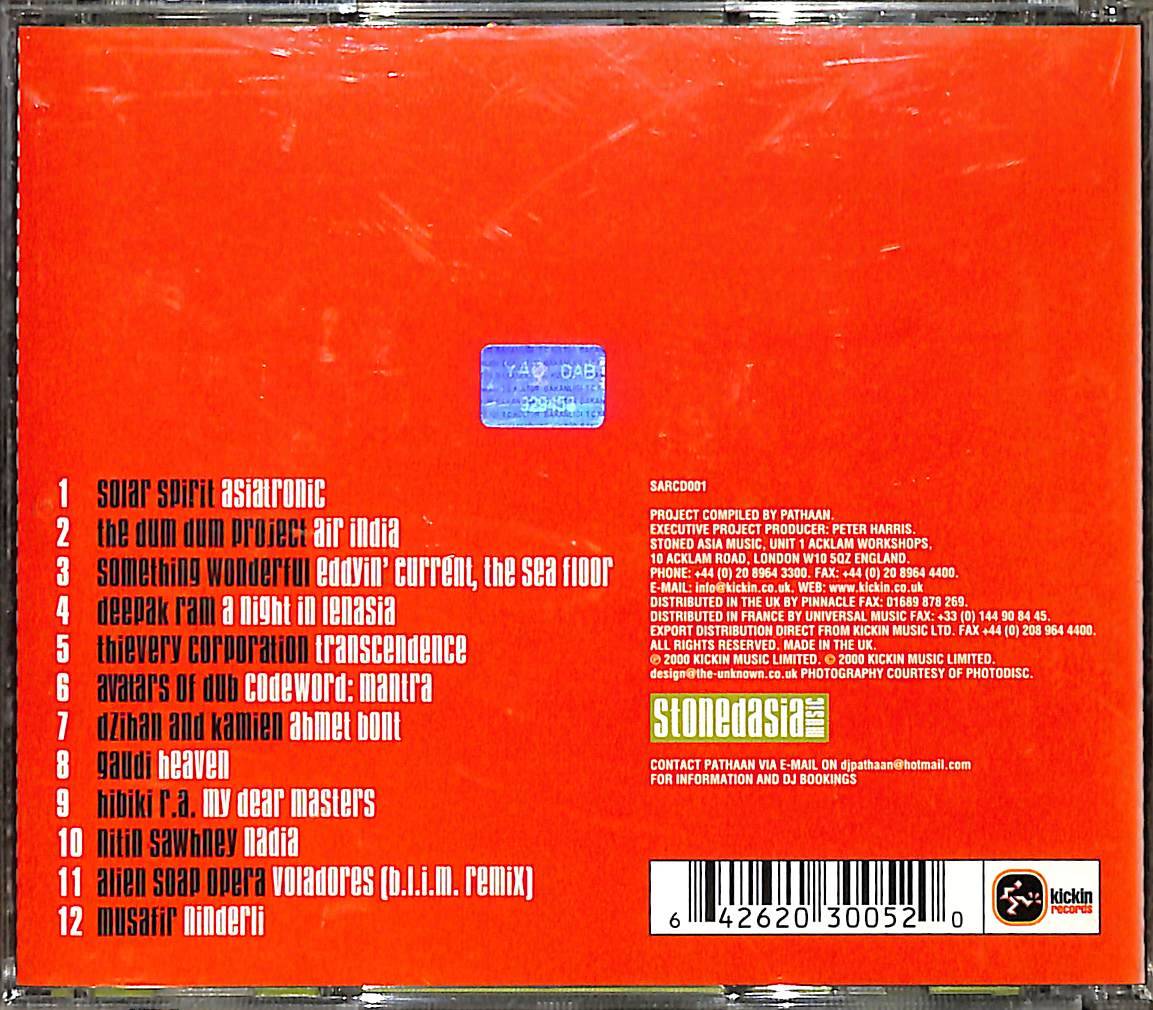 YAD DAB
1 solar spirit asiatronic
2 the dum dum project air india
3 something wonderful eddyin' current, the sea floor
4 deepak ram a night in lenasia
5 thievery corporation transcendence
6 avatars of dub codeword: mantra
7 dzihan and kamien ahmet bont
8 gaudi heaven
9 hibiki r.a. my dear masters
10 nitin sawhney nadia
11 alien soap opera voladores (b.l.i.m. remix)
12 musafir ninderli
SARCD001
PROJECT COMPILED BY PATHAAN.
EXECUTIVE PROJECT PRODUCER: PETER HARRIS.
STONED ASIA MUSIC, UNIT 1 ACKLAM WORKSHOPS,
10 ACKLAM ROAD, LONDON W10 5QZ ENGLAND.
PHONE: +44 (0) 20 8964 3300. FAX: +44 (0) 20 8964 4400.
E-MAIL: info@kickin.co.uk. WEB: www.kickin.co.uk
DISTRIBUTED IN THE UK BY PINNACLE FAX: 01689 878 269.
DISTRIBUTED IN FRANCE BY UNIVERSAL MUSIC FAX: +33 (0) 144 90 84 45.
EXPORT DISTRIBUTION DIRECT FROM KICKIN MUSIC LTD. FAX +44 (0) 208 964 4400.
ALL RIGHTS RESERVED. MADE IN THE UK.
℗ 2000 KICKIN MUSIC LIMITED. © 2000 KICKIN MUSIC LIMITED.
design@the-unknown.co.uk PHOTOGRAPHY COURTESY OF PHOTODISC.
stonedasia MUSIC
CONTACT PATHAAN VIA E-MAIL ON djpathaan@hotmail.com
FOR INFORMATION AND DJ BOOKINGS
6 42620 30052 0
kickin
records